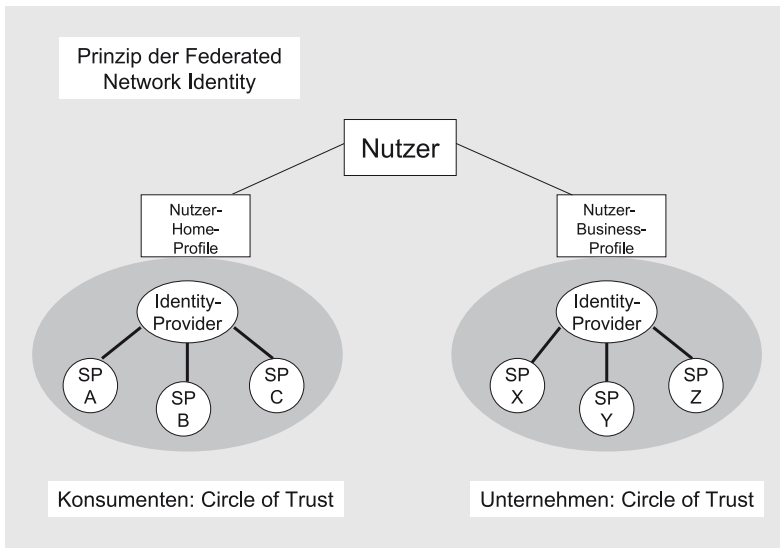 Prinzip der Federated
Network Identity
Nutzer
Nutzer-
Home-
Profile
Nutzer-
Business-
Profile
Identity-
Provider
SP
A
SP
B
SP
C
Identity-
Provider
SP
X
SP
Y
SP
Z
Konsumenten: Circle of Trust
Unternehmen: Circle of Trust